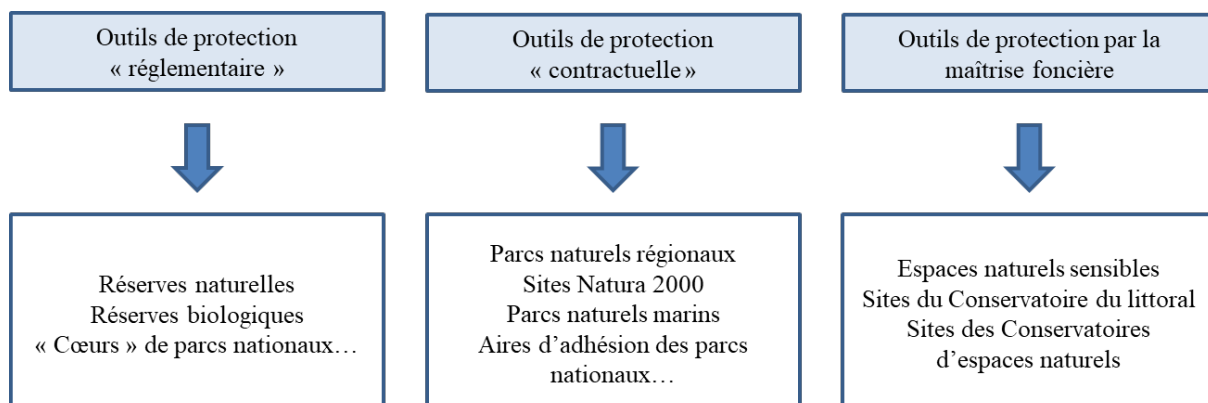 Outils de protection
« réglementaire »
Outils de protection
« contractuelle »
Outils de protection par la
maîtrise foncière
Réserves naturelles
Réserves biologiques
« Cœurs » de parcs nationaux…
Parcs naturels régionaux
Sites Natura 2000
Parcs naturels marins
Aires d’adhésion des parcs
nationaux…
Espaces naturels sensibles
Sites du Conservatoire du littoral
Sites des Conservatoires
d’espaces naturels